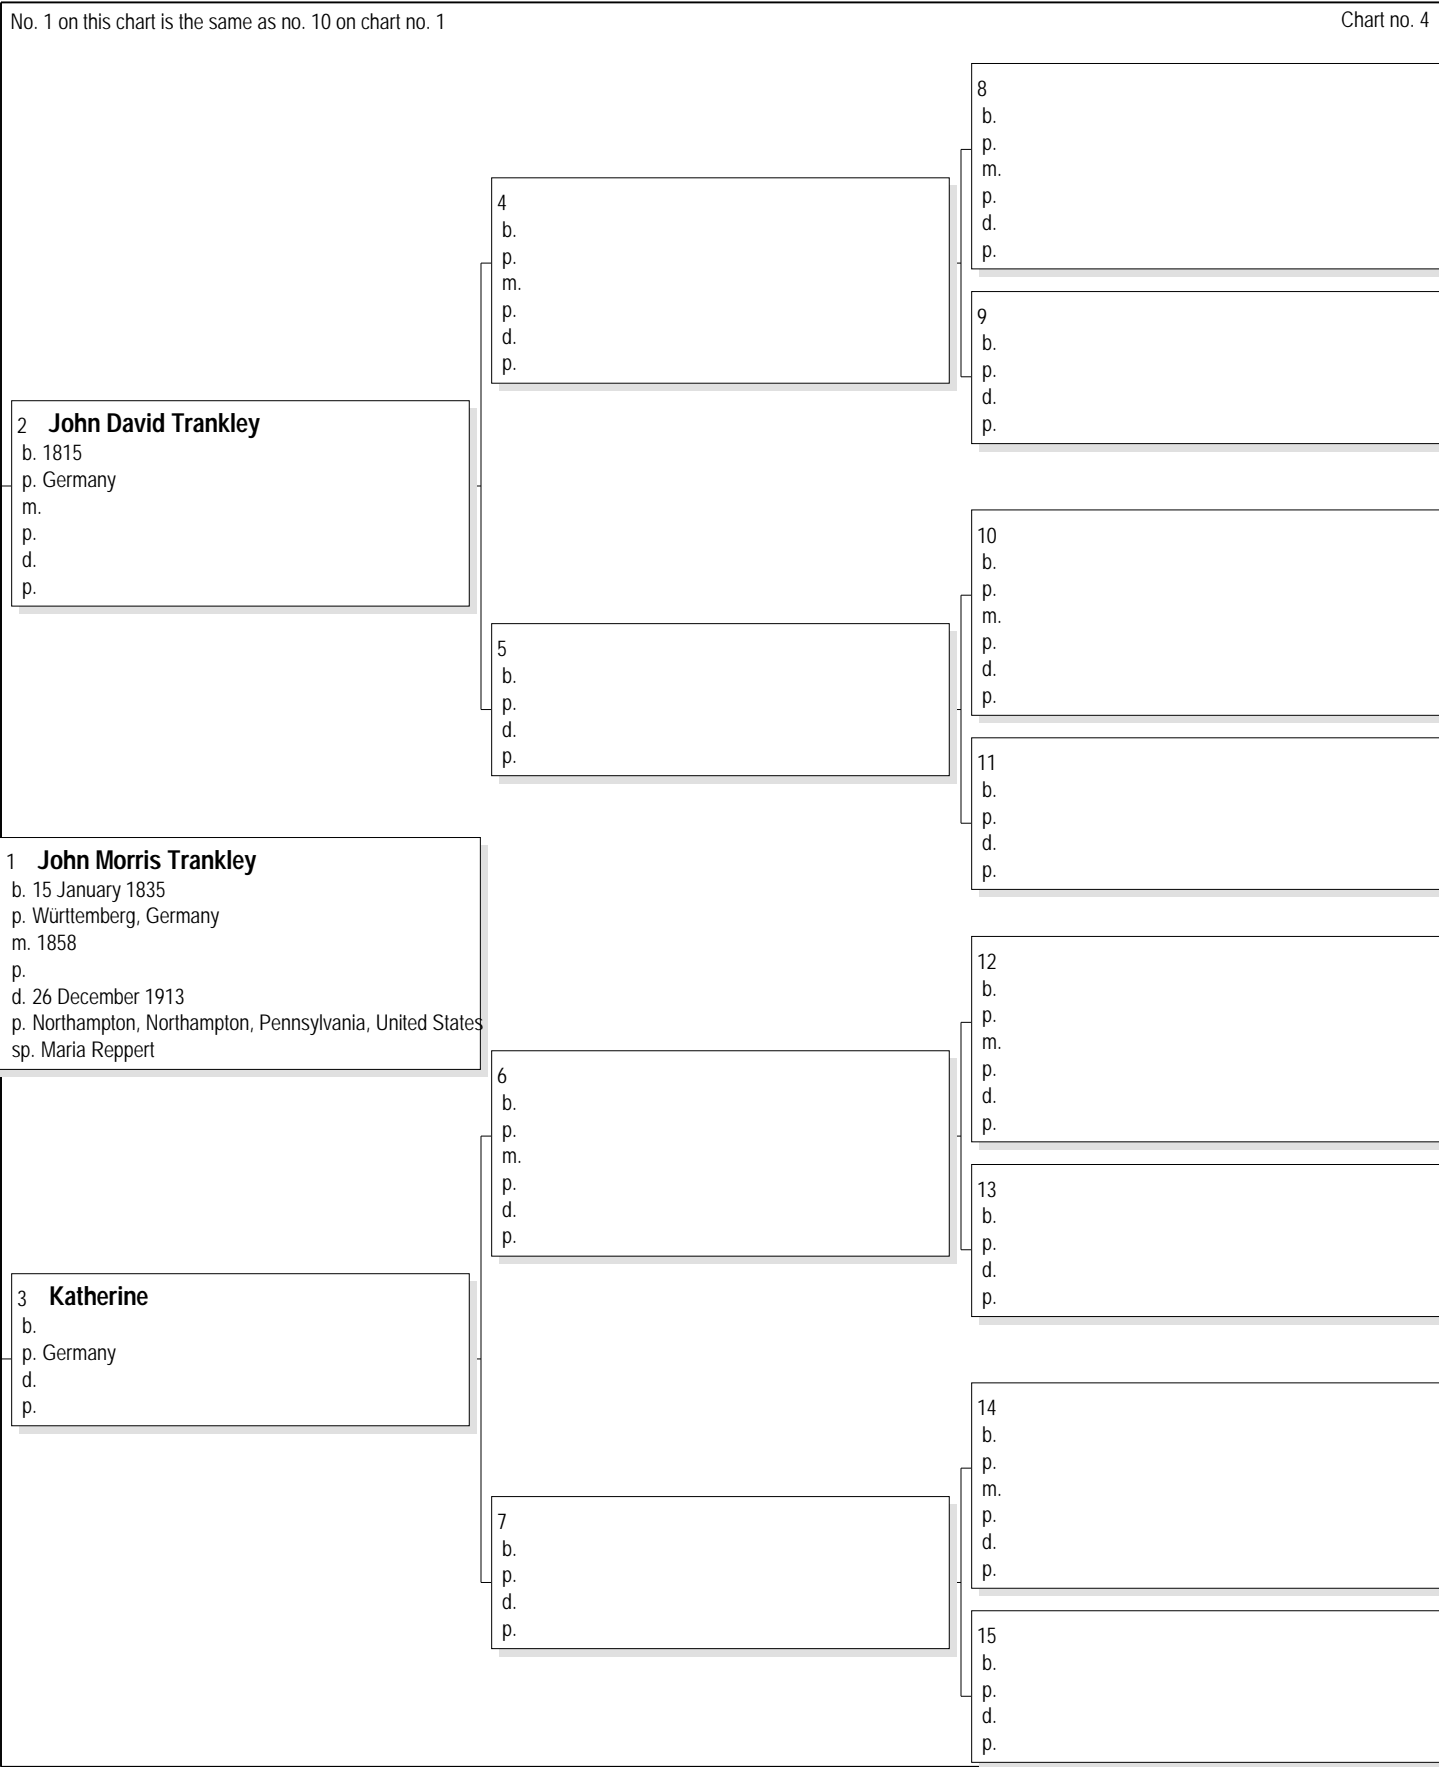 No. 1 on this chart is the same as no. 10 on chart no. 1
Chart no. 4
8
b.
p.
m.
p.
d.
p.
4
b.
p.
m.
p.
d.
p.
9
b.
p.
d.
p.
2 John David Trankley
b. 1815
p. Germany
m.
p.
d.
p.
10
b.
p.
m.
p.
d.
p.
5
b.
p.
d.
p.
11
b.
p.
d.
p.
1 John Morris Trankley
b. 15 January 1835
p. Württemberg, Germany
m. 1858
p.
d. 26 December 1913
p. Northampton, Northampton, Pennsylvania, United States
sp. Maria Reppert
12
b.
p.
m.
p.
d.
p.
6
b.
p.
m.
p.
d.
p.
13
b.
p.
d.
p.
3 Katherine
b.
p. Germany
d.
p.
14
b.
p.
m.
p.
d.
p.
7
b.
p.
d.
p.
15
b.
p.
d.
p.